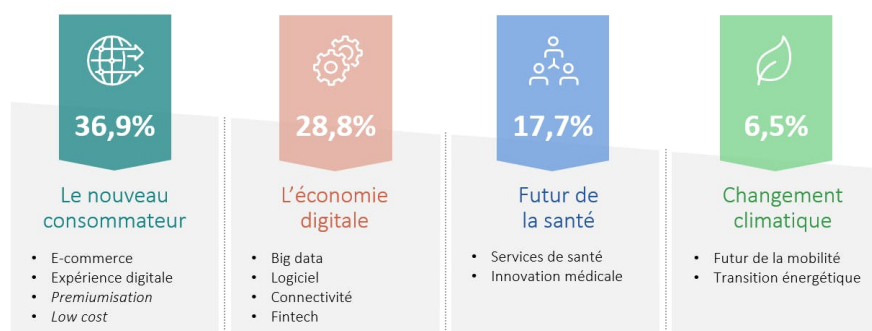 36,9%
Le nouveau
consommateur
• E-commerce
• Expérience digitale
• Premiumisation
• Low cost
28,8%
L'économie
digitale
• Big data
• Logiciel
• Connectivité
• Fintech
17,7%
Futur de
la santé
• Services de santé
• Innovation médicale
6,5%
Changement
climatique
• Futur de la mobilité
• Transition énergétique